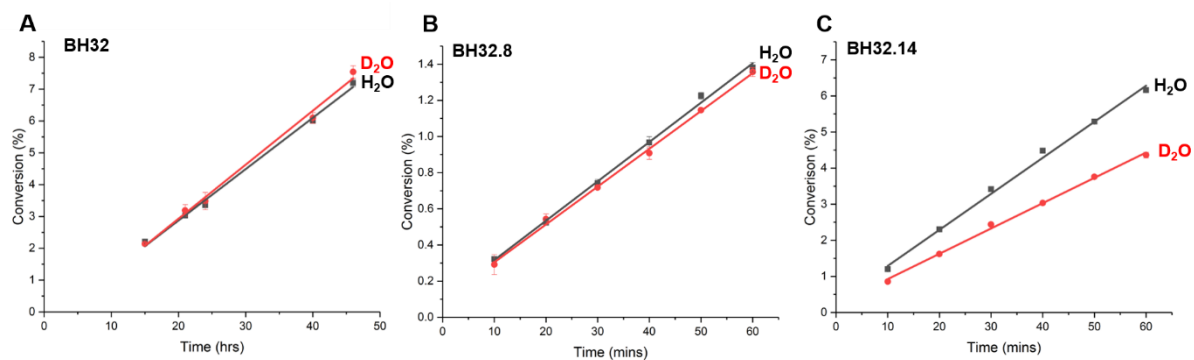 A
BH32
D₂O
H₂O
Conversion (%)
8
7
6
5
4
3
2
1
0
0 10 20 30 40 50
Time (hrs)
B
BH32.8
H₂O
D₂O
Conversion (%)
1.4
1.2
1.0
0.8
0.6
0.4
0.2
0.0
0 10 20 30 40 50 60
Time (mins)
C
BH32.14
H₂O
D₂O
Converison (%)
7
6
5
4
3
2
1
0
0 10 20 30 40 50 60
Time (mins)